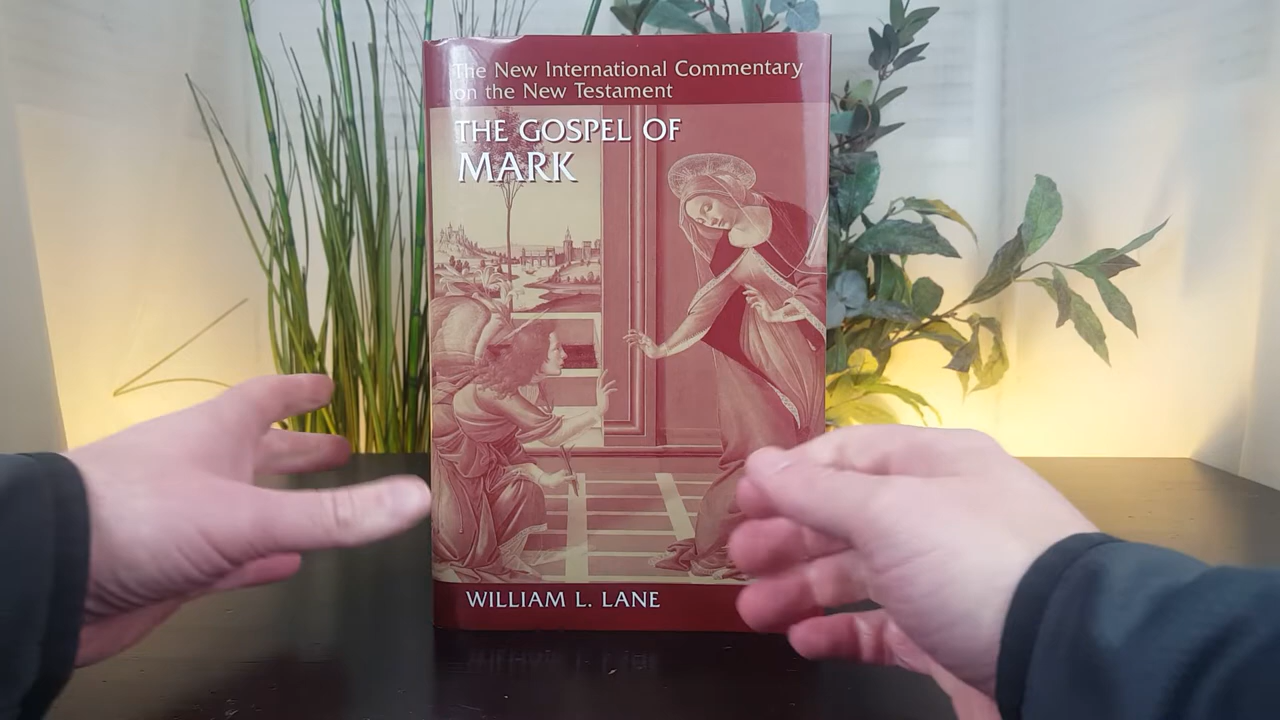 The New International Commentary
on the New Testament
THE GOSPEL OF
MARK
WILLIAM L. LANE